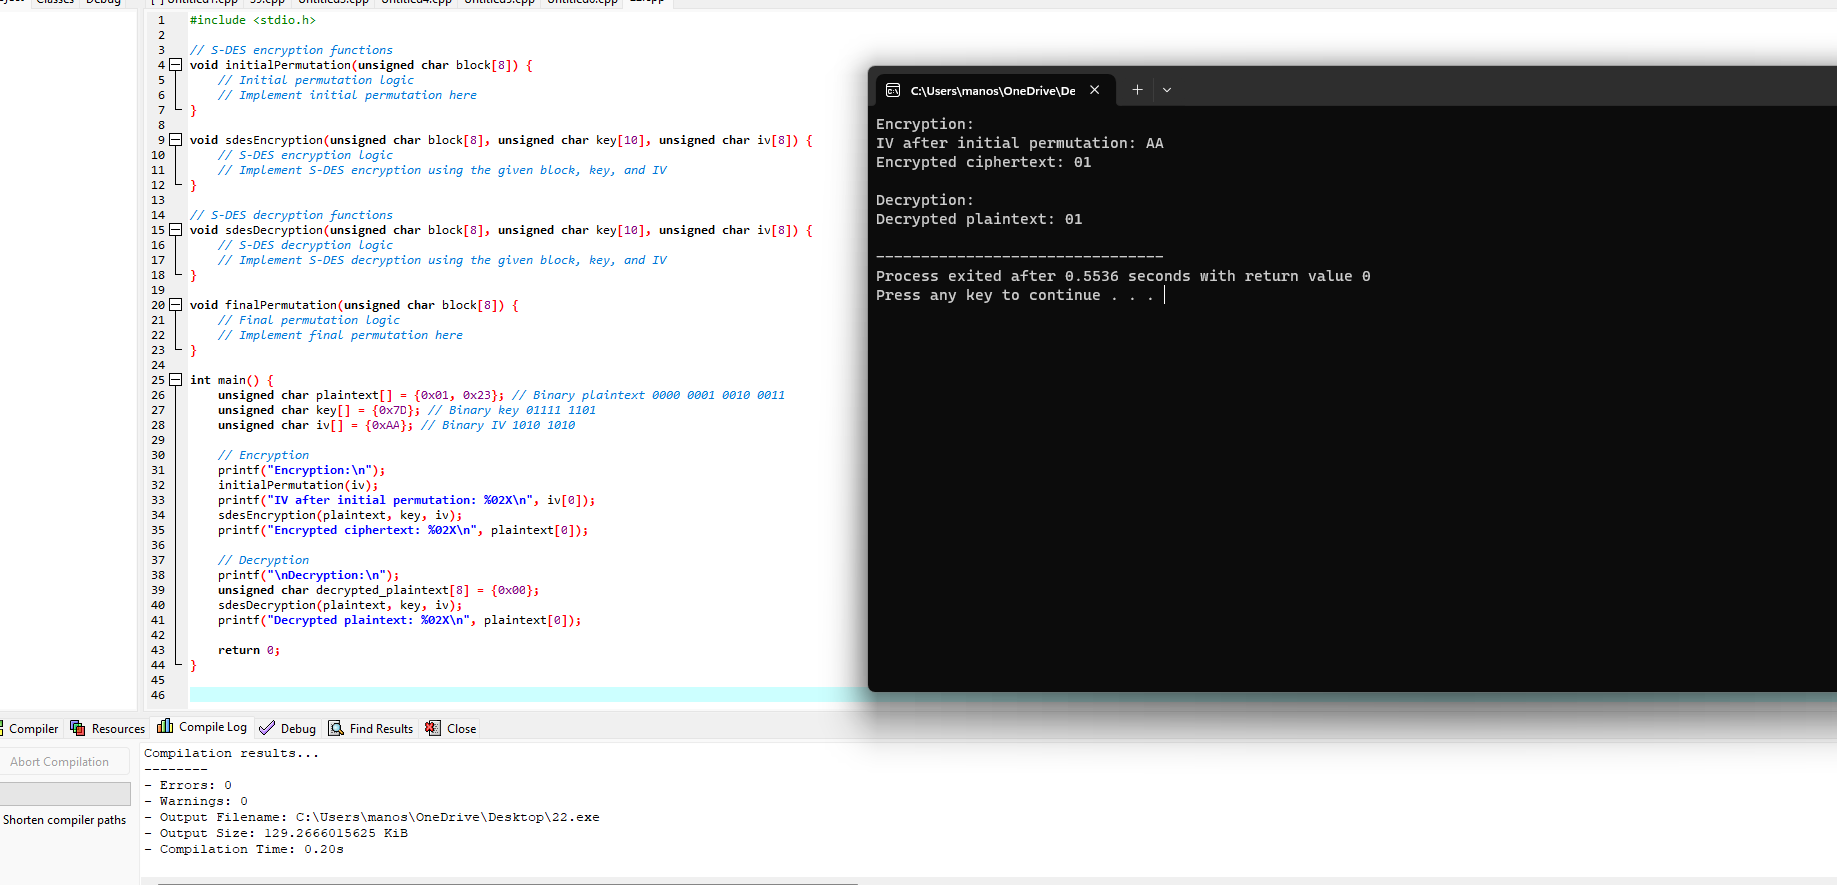 Classes Debug
[*] Untitled1.cpp 33.cpp Untitled3.cpp Untitled4.cpp Untitled5.cpp Untitled6.cpp 22.cpp
1 #include <stdio.h>
2
3 // S-DES encryption functions
4 void initialPermutation(unsigned char block[8]) {
5 // Initial permutation logic
6 // Implement initial permutation here
7 }
8
9 void sdesEncryption(unsigned char block[8], unsigned char key[10], unsigned char iv[8]) {
10 // S-DES encryption logic
11 // Implement S-DES encryption using the given block, key, and IV
12 }
13
14 // S-DES decryption functions
15 void sdesDecryption(unsigned char block[8], unsigned char key[10], unsigned char iv[8]) {
16 // S-DES decryption logic
17 // Implement S-DES decryption using the given block, key, and IV
18 }
19
20 void finalPermutation(unsigned char block[8]) {
21 // Final permutation logic
22 // Implement final permutation here
23 }
24
25 int main() {
26 unsigned char plaintext[] = {0x01, 0x23}; // Binary plaintext 0000 0001 0010 0011
27 unsigned char key[] = {0x7D}; // Binary key 01111 1101
28 unsigned char iv[] = {0xAA}; // Binary IV 1010 1010
29
30 // Encryption
31 printf("Encryption:\n");
32 initialPermutation(iv);
33 printf("IV after initial permutation: %02X\n", iv[0]);
34 sdesEncryption(plaintext, key, iv);
35 printf("Encrypted ciphertext: %02X\n", plaintext[0]);
36
37 // Decryption
38 printf("\nDecryption:\n");
39 unsigned char decrypted_plaintext[8] = {0x00};
40 sdesDecryption(plaintext, key, iv);
41 printf("Decrypted plaintext: %02X\n", plaintext[0]);
42
43 return 0;
44 }
45
46
C:\Users\manos\OneDrive\De
Encryption:
IV after initial permutation: AA
Encrypted ciphertext: 01
Decryption:
Decrypted plaintext: 01
--------------------------------
Process exited after 0.5536 seconds with return value 0
Press any key to continue . . .
Compiler Resources Compile Log Debug Find Results Close
Abort Compilation
Shorten compiler paths
Compilation results...
--------
- Errors: 0
- Warnings: 0
- Output Filename: C:\Users\manos\OneDrive\Desktop\22.exe
- Output Size: 129.2666015625 KiB
- Compilation Time: 0.20s